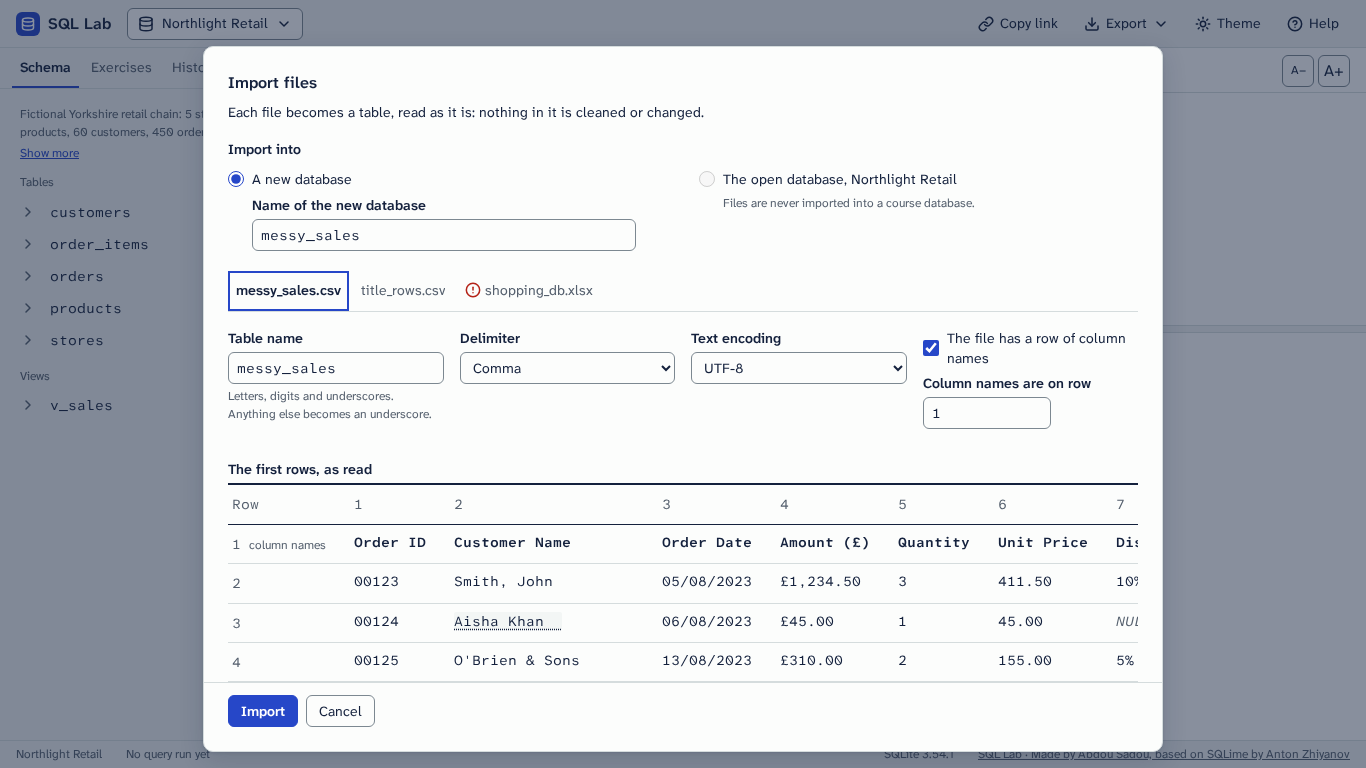 SQL Lab
Northlight Retail
Copy link
Export
Theme
Help
Schema
Exercises
A−
A+
Import files
Each file becomes a table, read as it is: nothing in it is cleaned or changed.
Fictional Yorkshire retail chain: 5
products, 60 customers, 450
Show more
Tables
customers
order_items
orders
products
stores
Views
v_sales
Import into
A new database
The open database, Northlight Retail
Name of the new database
Files are never imported into a course database.
messy_sales
messy_sales.csv
title_rows.csv
shopping_db.xlsx
Table name
Delimiter
Text encoding
The file has a row of column
names
messy_sales
Comma
UTF-8
Letters, digits and underscores.
Anything else becomes an underscore.
Column names are on row
1
The first rows, as read
Row 1 2 3 4 5 6 7
1 column names Order ID Customer Name Order Date Amount (£) Quantity Unit Price
2 00123 Smith, John 05/08/2023 £1,234.50 3 411.50 10%
3 00124 Aisha Khan 06/08/2023 £45.00 1 45.00
4 00125 O'Brien & Sons 13/08/2023 £310.00 2 155.00 5%
Import
Cancel
Northlight Retail
No query run yet
SQLite 3.54.1
SQL Lab · Made by Abdou Sadou, based on SQLime by Anton Zhiyanov